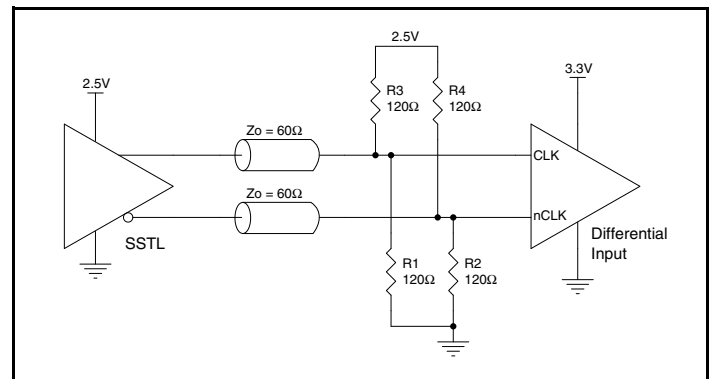 2.5V
2.5V
3.3V
R3
120Ω
R4
120Ω
Zo = 60Ω
CLK
Zo = 60Ω
nCLK
SSTL
Differential
Input
R1
120Ω
R2
120Ω